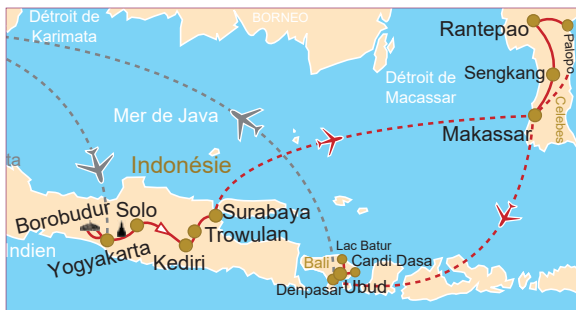 Détroit de
Karimata
BORNEO
Rantepao
Palopo
Sengkang
Détroit de
Macassar
Celebes
Makassar
Mer de Java
ta
Indonésie
Borobudur
Solo
Surabaya
Trowulan
Indien
Yogyakarta
Kediri
Lac Batur
Bali
Candi Dasa
Denpasar
Ubud